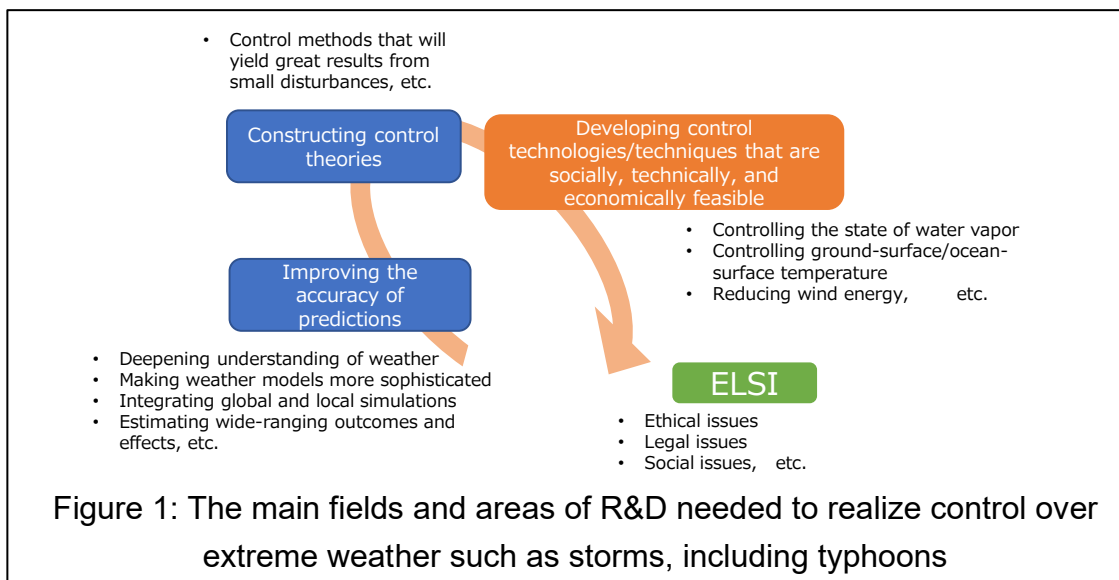 • Control methods that will
yield great results from
small disturbances, etc.
Constructing control
theories
Developing control
technologies/techniques that are
socially, technically, and
economically feasible
• Controlling the state of water vapor
• Controlling ground-surface/ocean-
surface temperature
• Reducing wind energy, etc.
Improving the
accuracy of
predictions
• Deepening understanding of weather
• Making weather models more sophisticated
• Integrating global and local simulations
• Estimating wide-ranging outcomes and
effects, etc.
ELSI
• Ethical issues
• Legal issues
• Social issues, etc.
Figure 1: The main fields and areas of R&D needed to realize control over
extreme weather such as storms, including typhoons